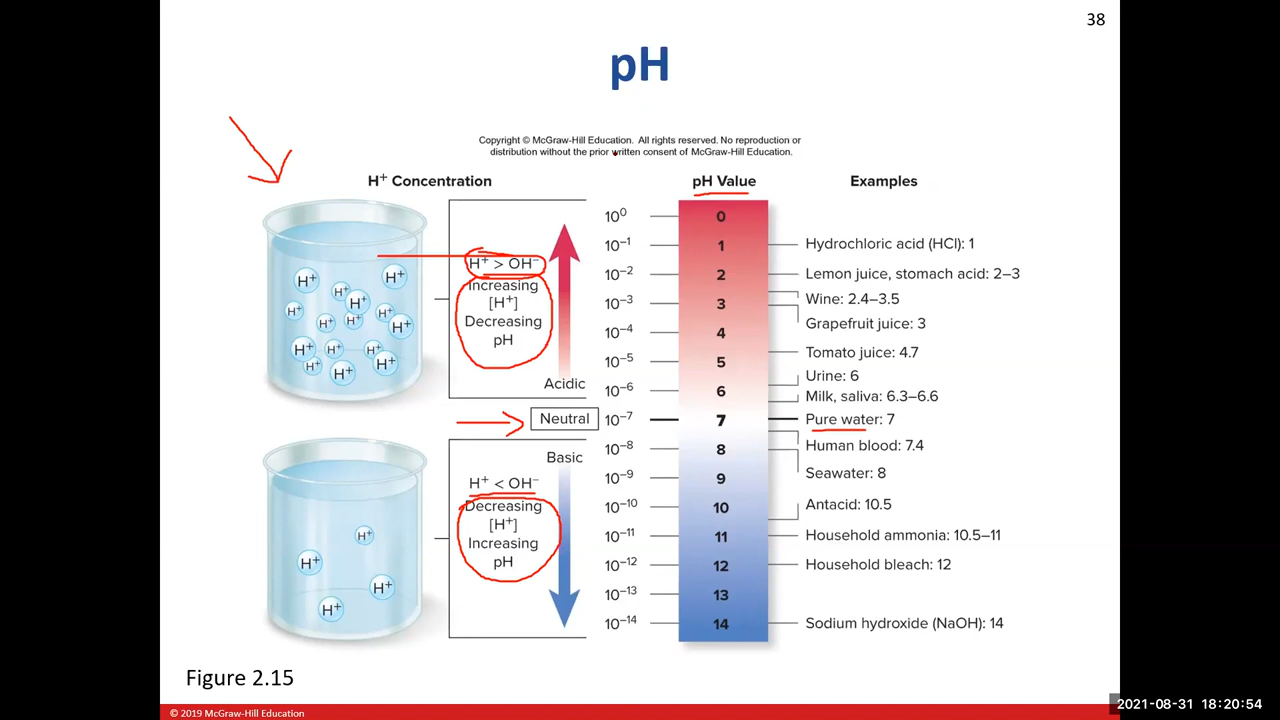 38
pH
Copyright © McGraw-Hill Education. All rights reserved. No reproduction or
distribution without the prior written consent of McGraw-Hill Education.
H⁺ Concentration
pH Value
Examples
H⁺ H⁺ H⁺ H⁺ H⁺ H⁺ H⁺ H⁺ H⁺ H⁺ H⁺ H⁺ H⁺ H⁺ H⁺
H⁺ > OH⁻
Increasing
[H⁺]
Decreasing
pH
Acidic
Neutral
Basic
H⁺ < OH⁻
Decreasing
[H⁺]
Increasing
pH
H⁺ H⁺ H⁺ H⁺
10⁰ 0
10⁻¹ 1 Hydrochloric acid (HCl): 1
10⁻² 2 Lemon juice, stomach acid: 2–3
Wine: 2.4–3.5
10⁻³ 3
Grapefruit juice: 3
10⁻⁴ 4
Tomato juice: 4.7
10⁻⁵ 5
Urine: 6
10⁻⁶ 6
Milk, saliva: 6.3–6.6
10⁻⁷ 7 Pure water: 7
Human blood: 7.4
10⁻⁸ 8
Seawater: 8
10⁻⁹ 9
Antacid: 10.5
10⁻¹⁰ 10
10⁻¹¹ 11 Household ammonia: 10.5–11
10⁻¹² 12 Household bleach: 12
10⁻¹³ 13
10⁻¹⁴ 14 Sodium hydroxide (NaOH): 14
Figure 2.15
© 2019 McGraw-Hill Education
2021-08-31 18:20:54